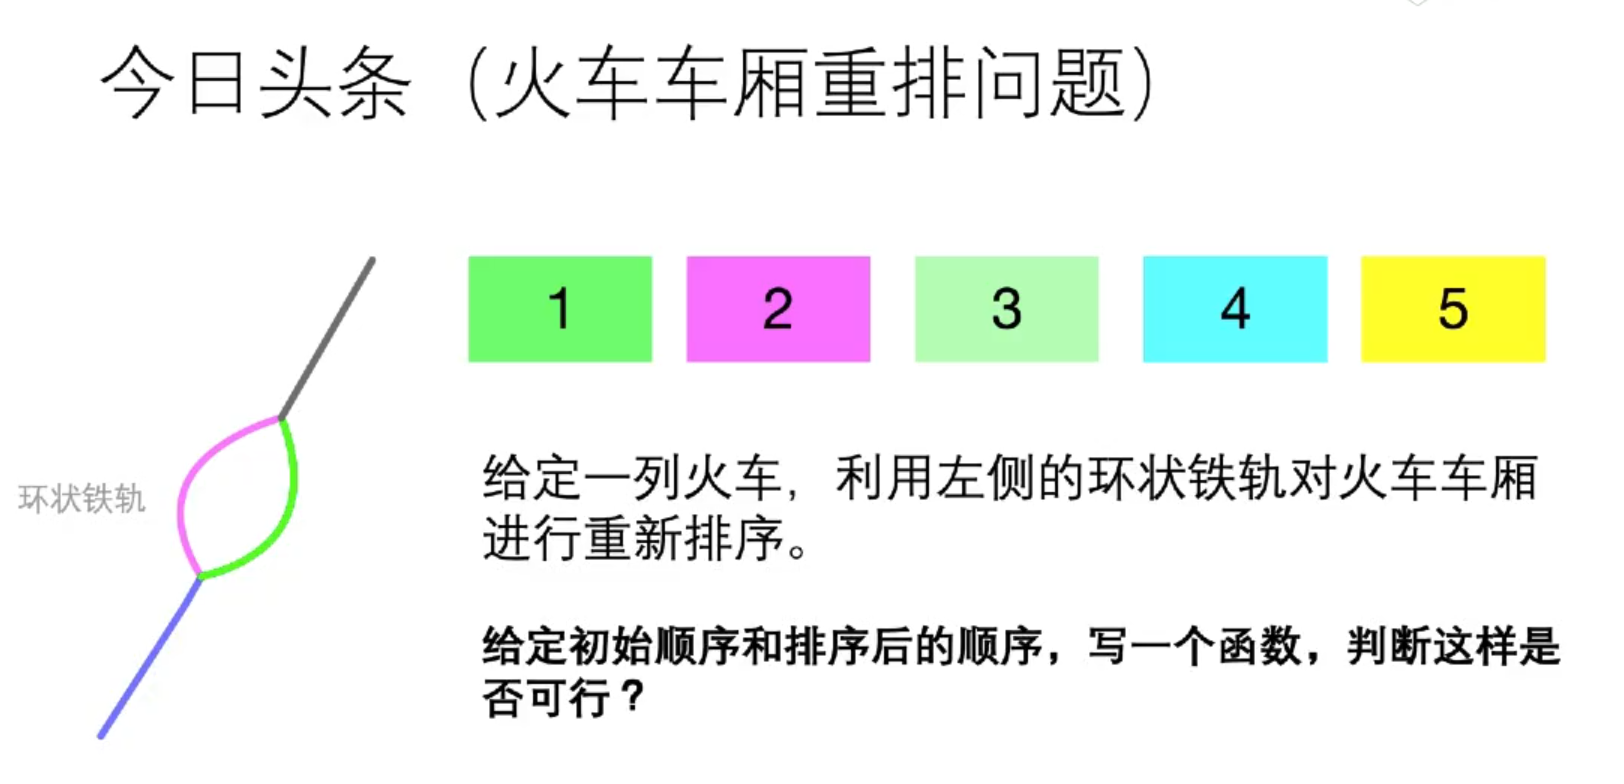 今日头条（火车车厢重排问题）
1 2 3 4 5
环状铁轨
给定一列火车，利用左侧的环状铁轨对火车车厢
进行重新排序。
给定初始顺序和排序后的顺序，写一个函数，判断这样是
否可行？